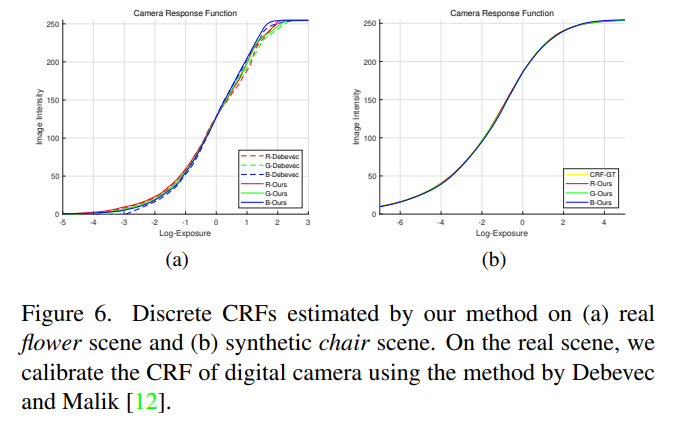 Camera Response Function
250
200
150
100
50
0
Image Intensity
-5 -4 -3 -2 -1 0 1 2 3
Log-Exposure
R-Debevec
G-Debevec
B-Debevec
R-Ours
G-Ours
B-Ours
(a)
Camera Response Function
250
200
150
100
50
0
Image Intensity
-6 -4 -2 0 2 4
Log-Exposure
CRF-GT
R-Ours
G-Ours
B-Ours
(b)
Figure 6. Discrete CRFs estimated by our method on (a) real
flower scene and (b) synthetic chair scene. On the real scene, we
calibrate the CRF of digital camera using the method by Debevec
and Malik [12].